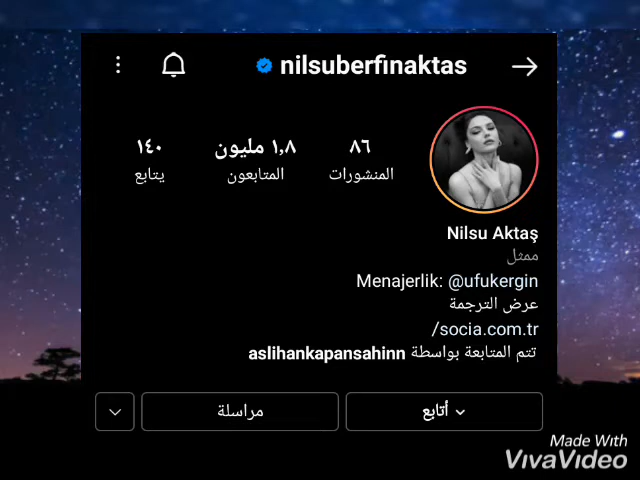 nilsuberfinaktas
٨٦ ١,٨ مليون ١٤٠
المنشورات المتابعون يتابع
Nilsu Aktaş
ممثل
Menajerlik: @ufukergin
عرض الترجمة
/socia.com.tr
تتم المتابعة بواسطة aslihankapansahinn
أتابع مراسلة
Made With
VivaVideo